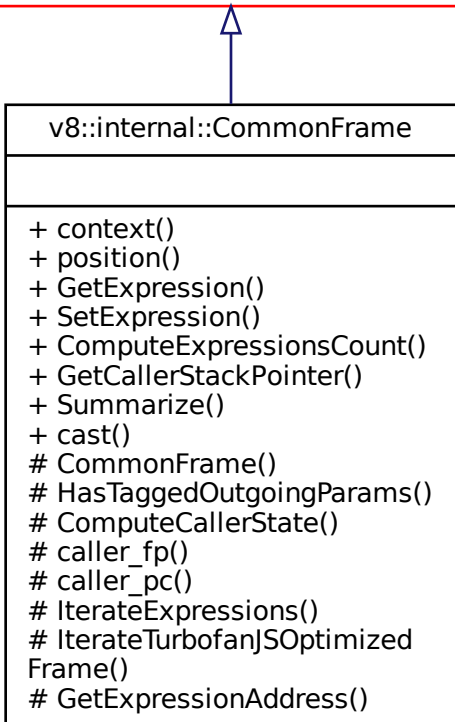 v8::internal::CommonFrame
+ context()
+ position()
+ GetExpression()
+ SetExpression()
+ ComputeExpressionsCount()
+ GetCallerStackPointer()
+ Summarize()
+ cast()
# CommonFrame()
# HasTaggedOutgoingParams()
# ComputeCallerState()
# caller_fp()
# caller_pc()
# IterateExpressions()
# IterateTurbofanJSOptimized
Frame()
# GetExpressionAddress()